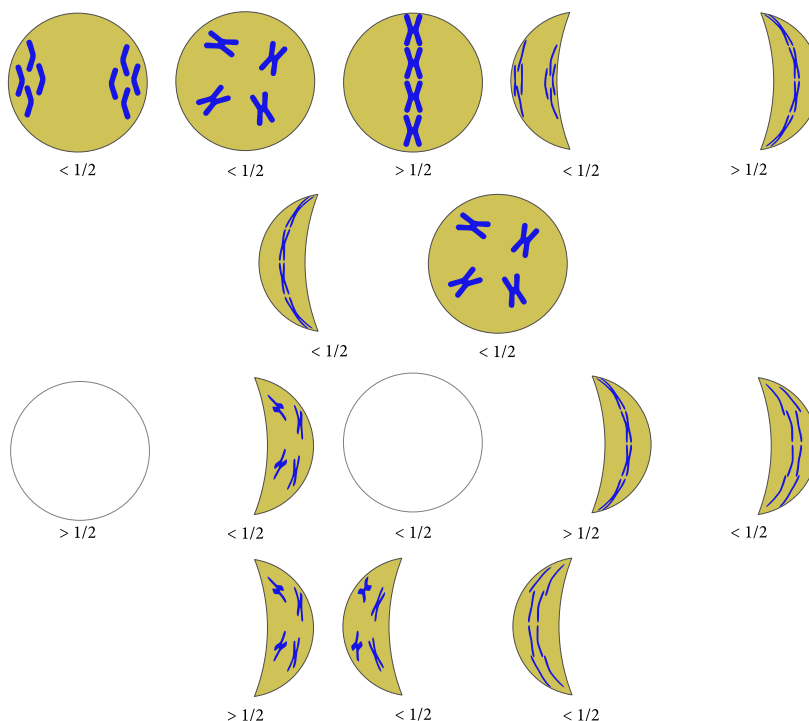 < 1/2 < 1/2 > 1/2 < 1/2 > 1/2
< 1/2 < 1/2
> 1/2 < 1/2 < 1/2 > 1/2 < 1/2
> 1/2 < 1/2 < 1/2